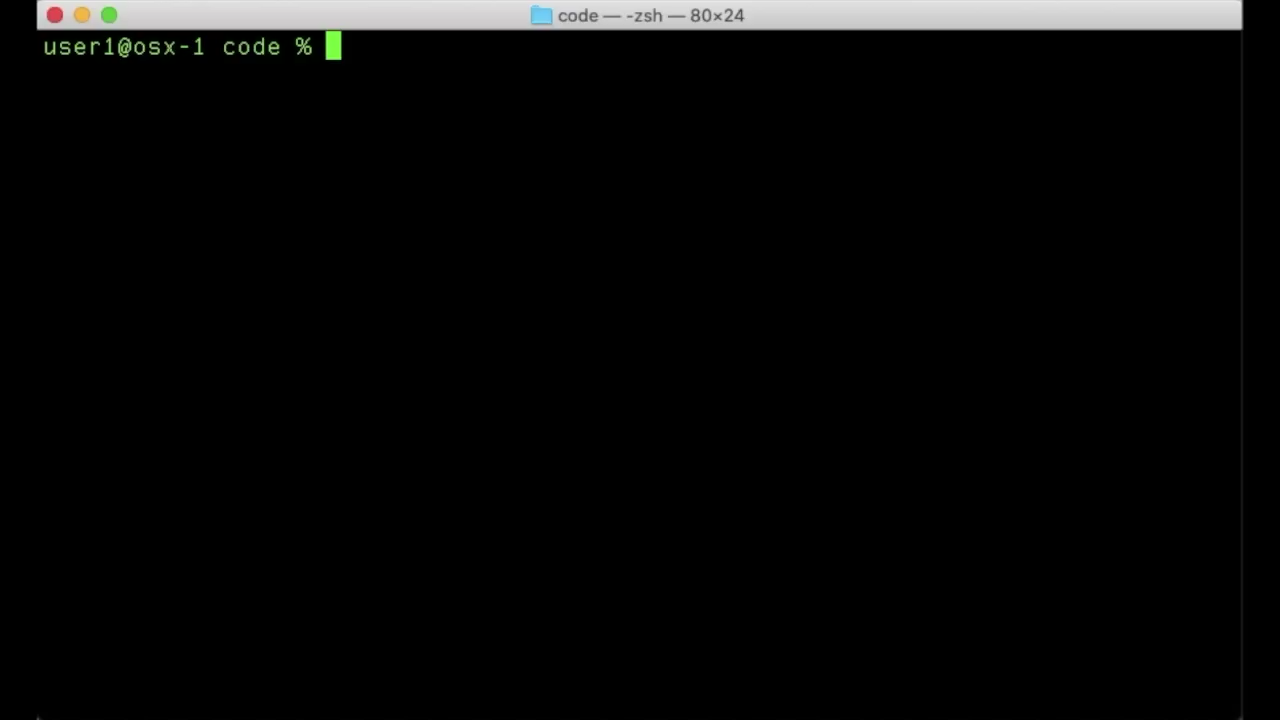 code — -zsh — 80×24
user1@osx-1 code %